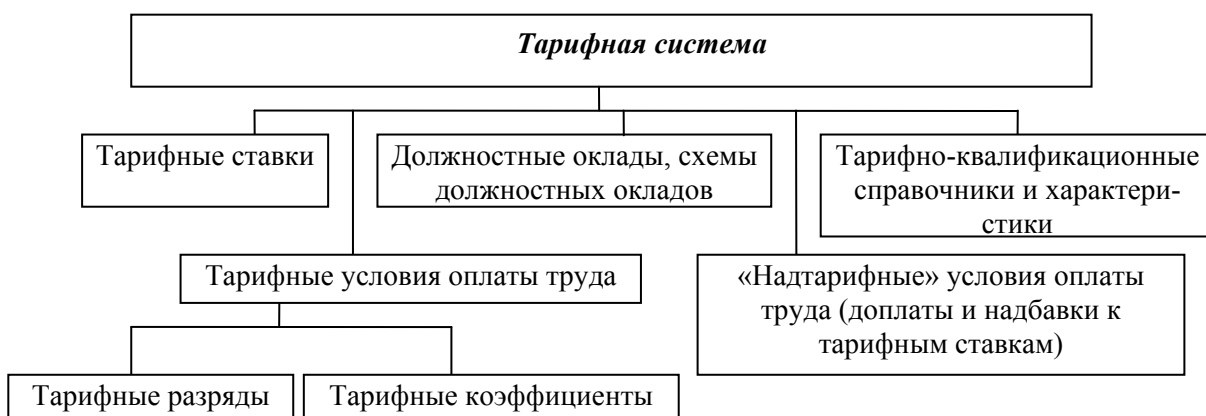 Тарифная система
Тарифные ставки
Должностные оклады, схемы
должностных окладов
Тарифно-квалификационные
справочники и характери-
стики
Тарифные условия оплаты труда
«Надтарифные» условия оплаты
труда (доплаты и надбавки к
тарифным ставкам)
Тарифные разряды
Тарифные коэффициенты